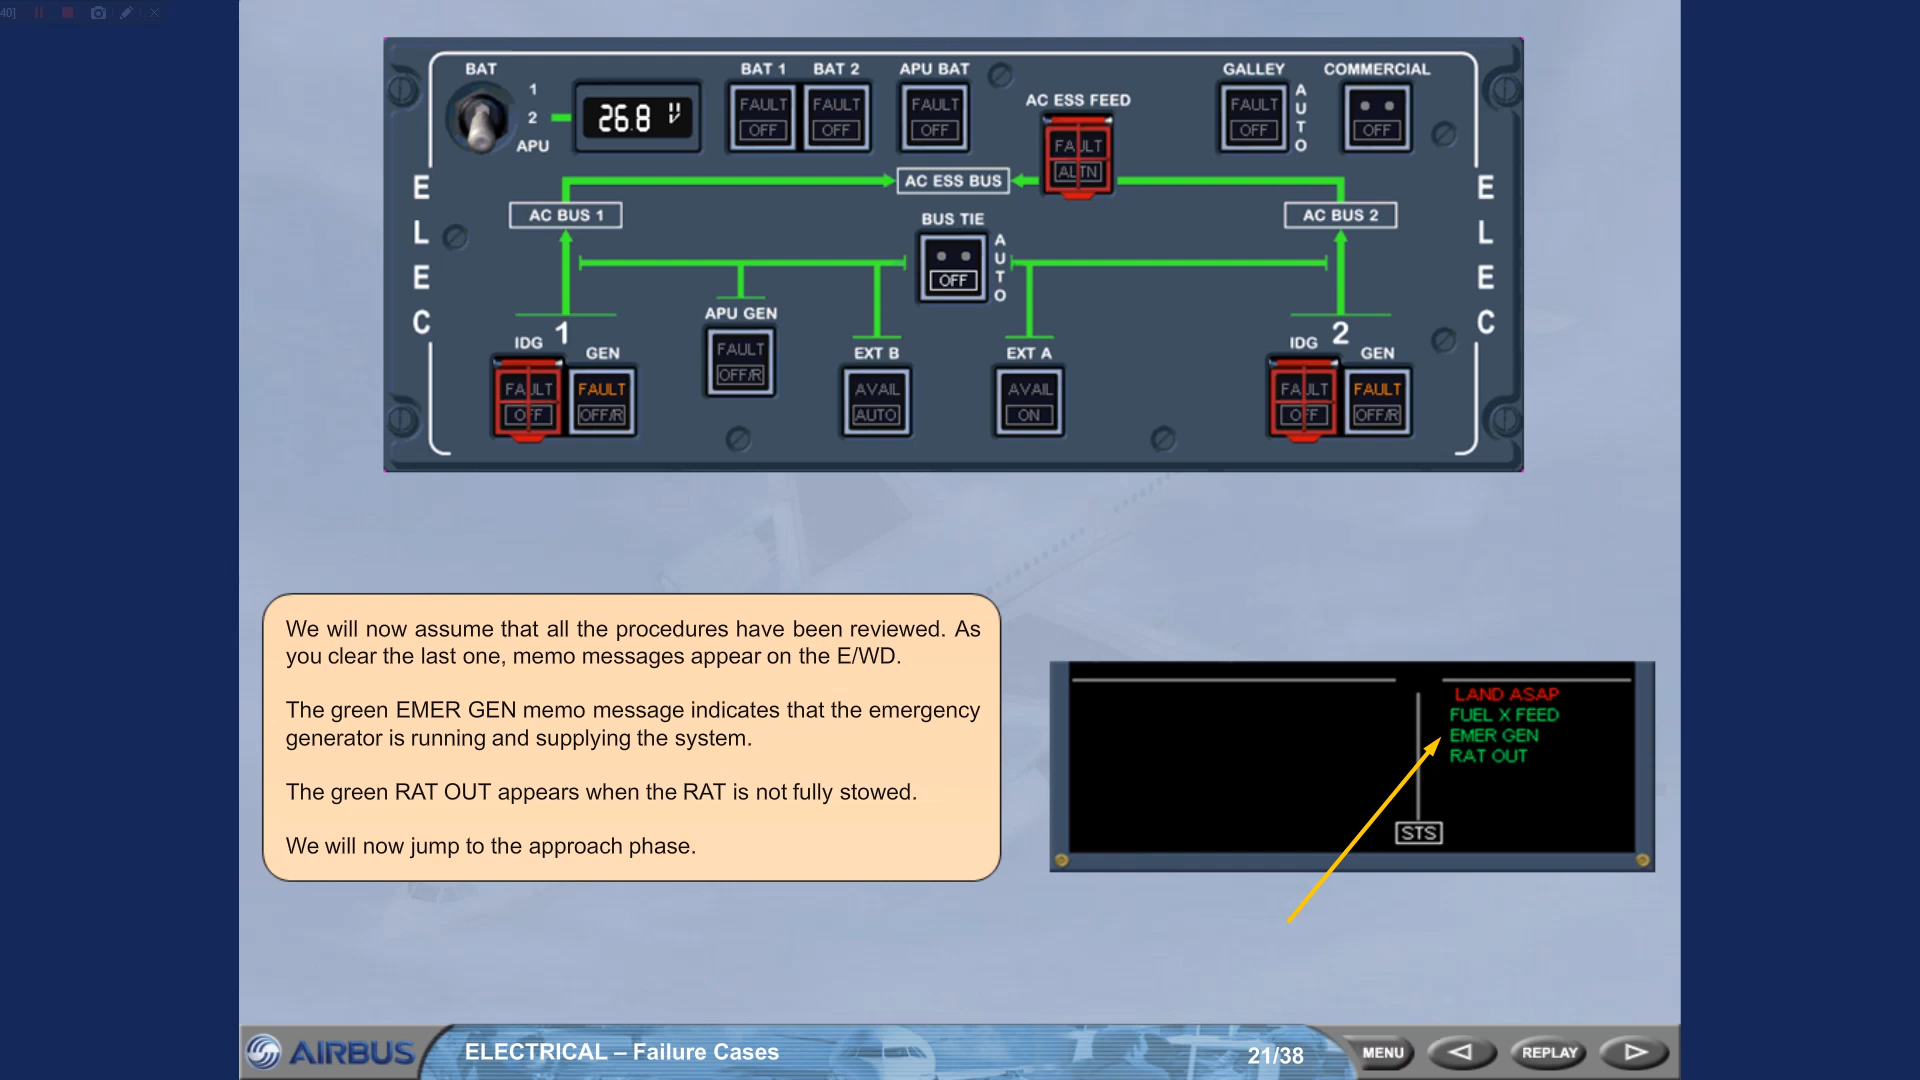 40]
BAT
1
2
APU
26.8 V
BAT 1
FAULT
OFF
BAT 2
FAULT
OFF
APU BAT
FAULT
OFF
AC ESS FEED
FAULT
ALTN
GALLEY
FAULT
OFF
AUTO
COMMERCIAL
OFF
ELEC
AC ESS BUS
AC BUS 1
AC BUS 2
BUS TIE
OFF
AUTO
ELEC
IDG
1
GEN
FAULT
OFF
FAULT
OFF/R
APU GEN
FAULT
OFF/R
EXT B
AVAIL
AUTO
EXT A
AVAIL
ON
IDG
2
GEN
FAULT
OFF
FAULT
OFF/R
We will now assume that all the procedures have been reviewed. As
you clear the last one, memo messages appear on the E/WD.
The green EMER GEN memo message indicates that the emergency
generator is running and supplying the system.
The green RAT OUT appears when the RAT is not fully stowed.
We will now jump to the approach phase.
LAND ASAP
FUEL X FEED
EMER GEN
RAT OUT
STS
AIRBUS
ELECTRICAL – Failure Cases
21/38
MENU
REPLAY